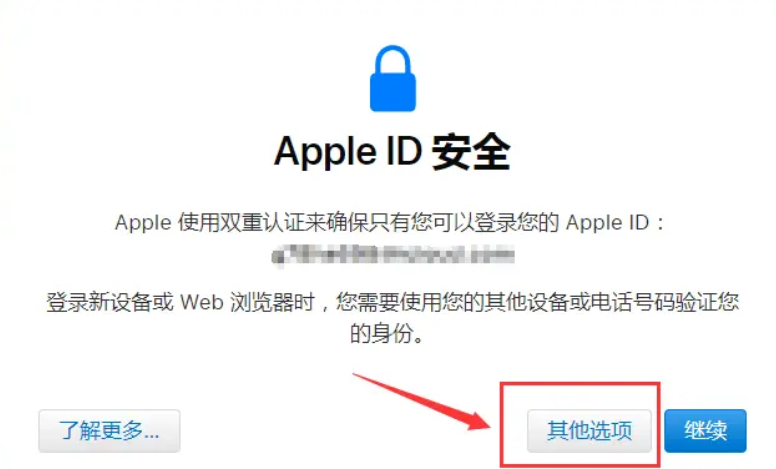 Apple ID 安全
Apple 使用双重认证来确保只有您可以登录您的 Apple ID：
登录新设备或 Web 浏览器时，您需要使用您的其他设备或电话号码验证您
的身份。
了解更多...
其他选项
继续